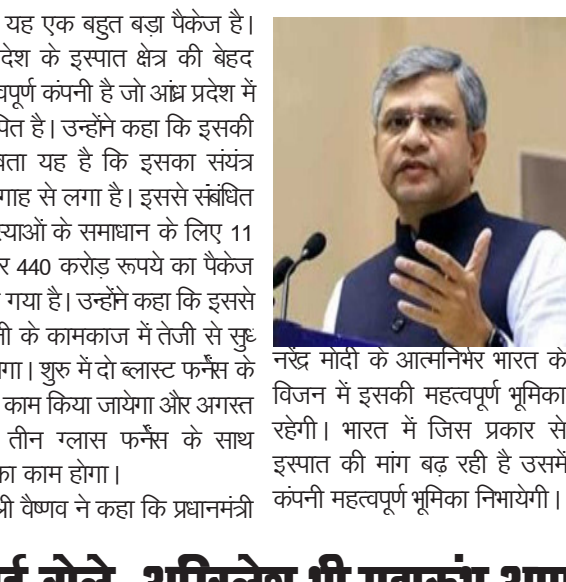 यह एक बहुत बड़ा पैकेज है।
देश के इस्पात क्षेत्र की बेहद
वपूर्ण कंपनी है जो आंध्र प्रदेश में
पित है। उन्होंने कहा कि इसकी
षता यह है कि इसका संयंत्र
गाह से लगा है। इससे संबंधित
स्याओं के समाधान के लिए 11
र 440 करोड़ रूपये का पैकेज
गया है। उन्होंने कहा कि इससे
नी के कामकाज में तेजी से सुध
गा। शुरु में दो ब्लास्ट फर्नेस के
काम किया जायेगा और अगस्त
तीन ग्लास फर्नेस के साथ
का काम होगा।
श्री वैष्णव ने कहा कि प्रधानमंत्री
नरेंद्र मोदी के आत्मनिर्भर भारत के
विजन में इसकी महत्वपूर्ण भूमिका
रहेगी। भारत में जिस प्रकार से
इस्पात की मांग बढ़ रही है उसमें
कंपनी महत्वपूर्ण भूमिका निभायेगी।